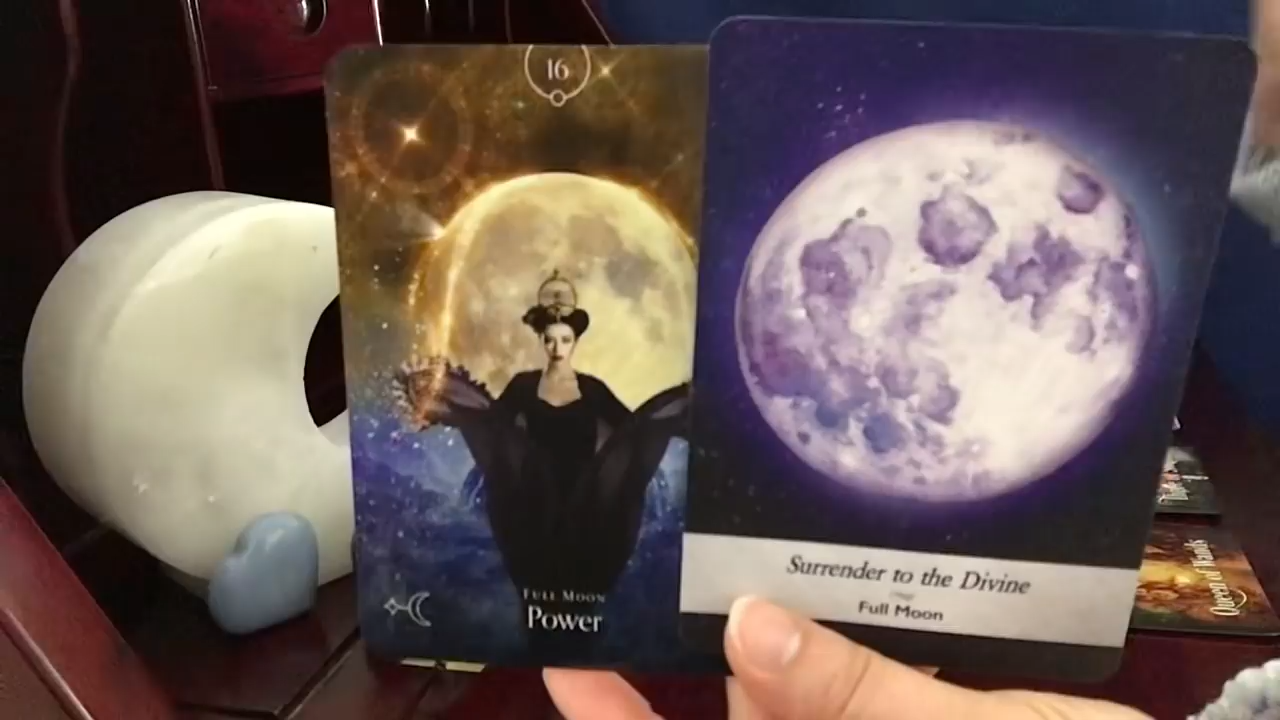 16
FULL MOON
Power
Surrender to the Divine
Full Moon
Queen of Wands